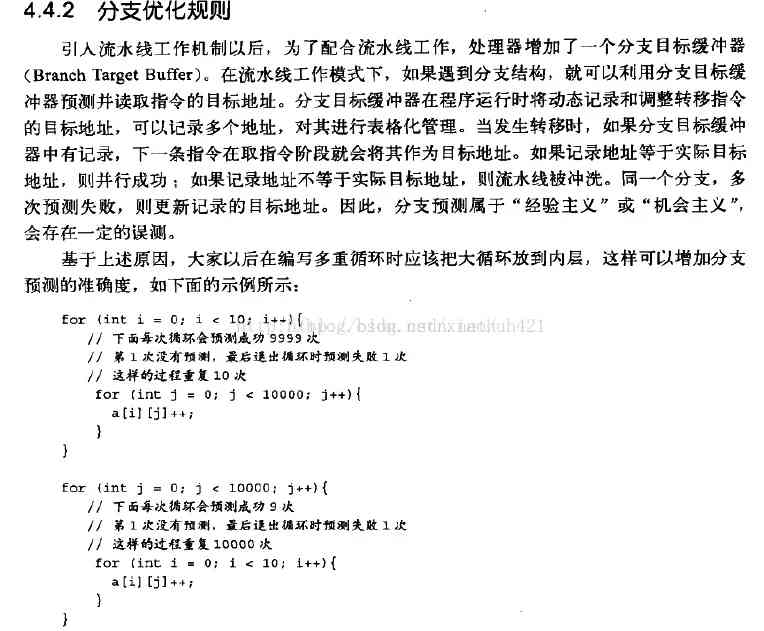 4.4.2 分支优化规则
引入流水线工作机制以后，为了配合流水线工作，处理器增加了一个分支目标缓冲器
（Branch Target Buffer）。在流水线工作模式下，如果遇到分支结构，就可以利用分支目标缓
冲器预测并读取指令的目标地址。分支目标缓冲器在程序运行时将动态记录和调整转移指令
的目标地址，可以记录多个地址，对其进行表格化管理。当发生转移时，如果分支目标缓冲
器中有记录，下一条指令在取指令阶段就会将其作为目标地址。如果记录地址等于实际目标
地址，则并行成功；如果记录地址不等于实际目标地址，则流水线被冲洗。同一个分支，多
次预测失败，则更新记录的目标地址。因此，分支预测属于“经验主义”或“机会主义”，
会存在一定的误测。
基于上述原因，大家以后在编写多重循环时应该把大循环放到内层，这样可以增加分支
预测的准确度，如下面的示例所示：
for (int i = 0; i < 10; i++){
// 下面每次循环会预测成功 9999 次
// 第 1 次没有预测，最后退出循环时预测失败 1 次
// 这样的过程重复 10 次
for (int j = 0; j < 10000; j++){
a[i][j]++;
}
}
for (int j = 0; j < 10000; j++){
// 下面每次循环会预测成功 9 次
// 第 1 次没有预测，最后退出循环时预测失败 1 次
// 这样的过程重复 10000 次
for (int i = 0; i < 10; i++){
a[i][j]++;
}
}